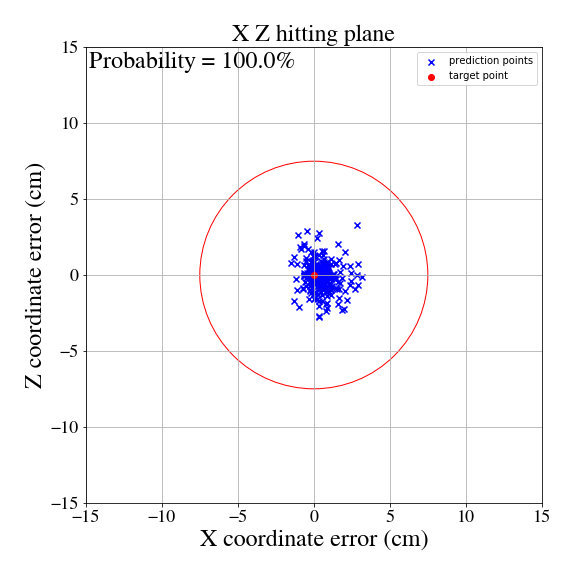 X Z hitting plane
Probability = 100.0%
prediction points
target point
15
10
5
0
−5
−10
−15
Z coordinate error (cm)
−15 −10 −5 0 5 10 15
X coordinate error (cm)